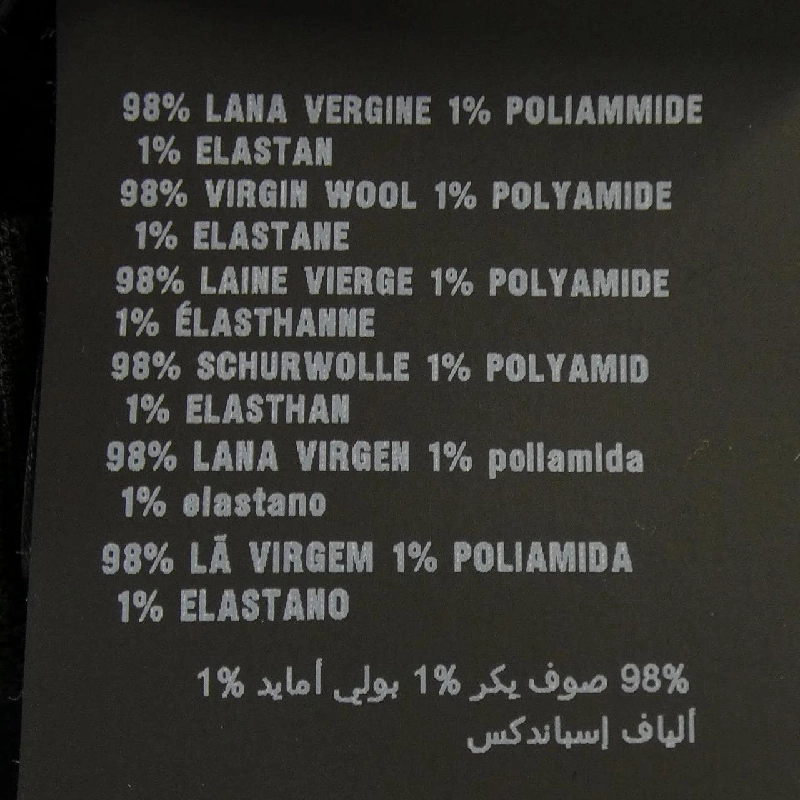 98% LANA VERGINE 1% POLIAMMIDE
1% ELASTAN
98% VIRGIN WOOL 1% POLYAMIDE
1% ELASTANE
98% LAINE VIERGE 1% POLYAMIDE
1% ÉLASTHANNE
98% SCHURWOLLE 1% POLYAMID
1% ELASTHAN
98% LANA VIRGEN 1% poliamida
1% elastano
98% LÃ VIRGEM 1% POLIAMIDA
1% ELASTANO
98% صوف يكر 1% بولي أمايد 1%
ألياف إسباندكس